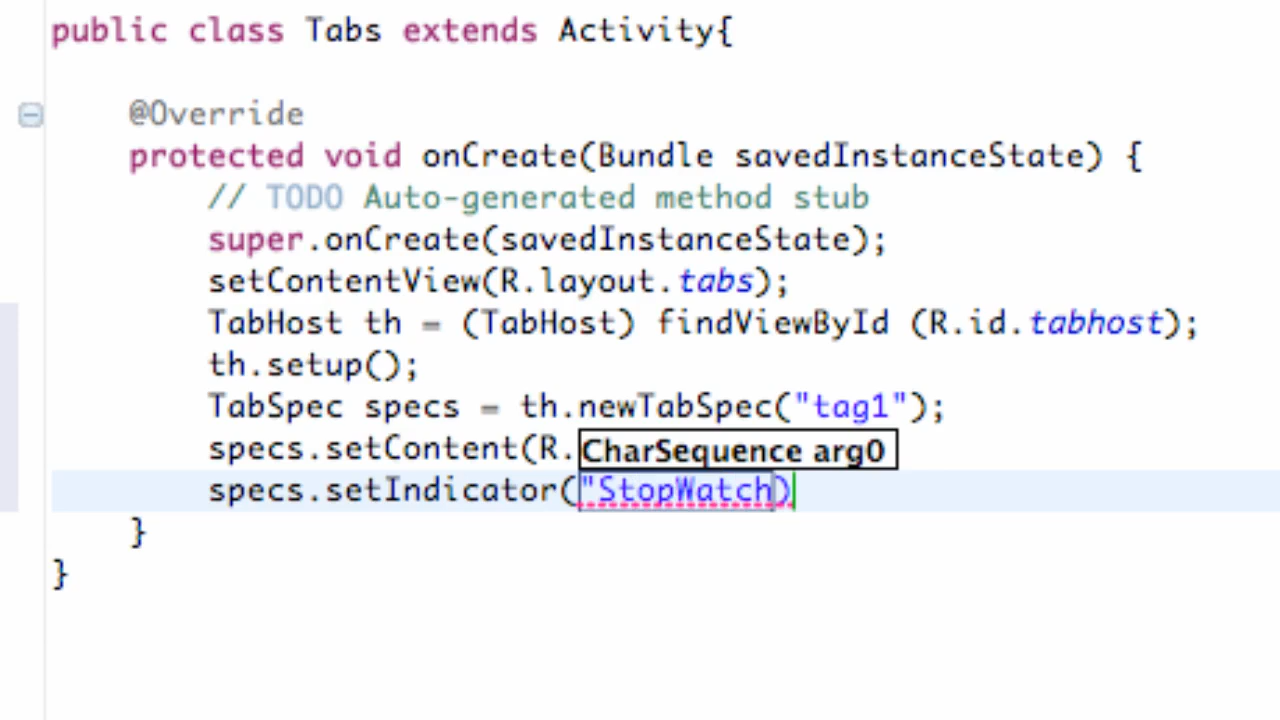 public class Tabs extends Activity{
@Override
protected void onCreate(Bundle savedInstanceState) {
// TODO Auto-generated method stub
super.onCreate(savedInstanceState);
setContentView(R.layout.tabs);
TabHost th = (TabHost) findViewById (R.id.tabhost);
th.setup();
TabSpec specs = th.newTabSpec("tag1");
specs.setContent(R. CharSequence arg0
specs.setIndicator("StopWatch)
}
}